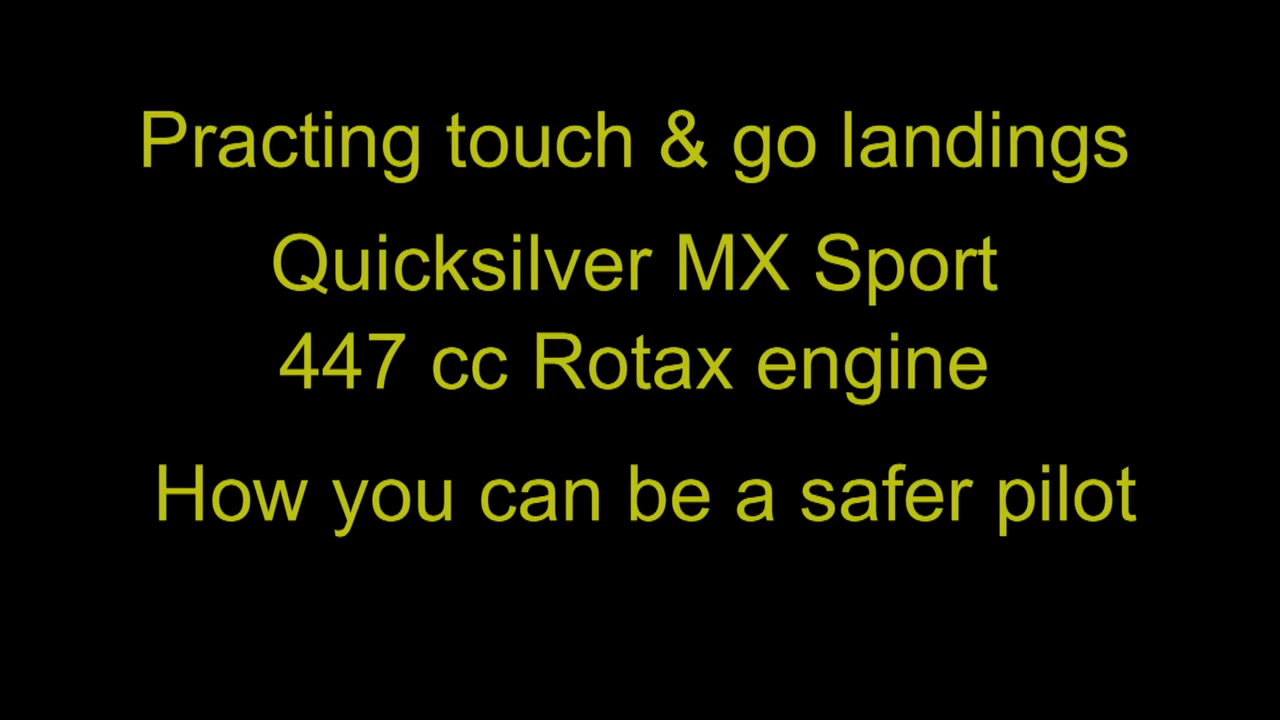 Practing touch & go landings
Quicksilver MX Sport
447 cc Rotax engine
How you can be a safer pilot